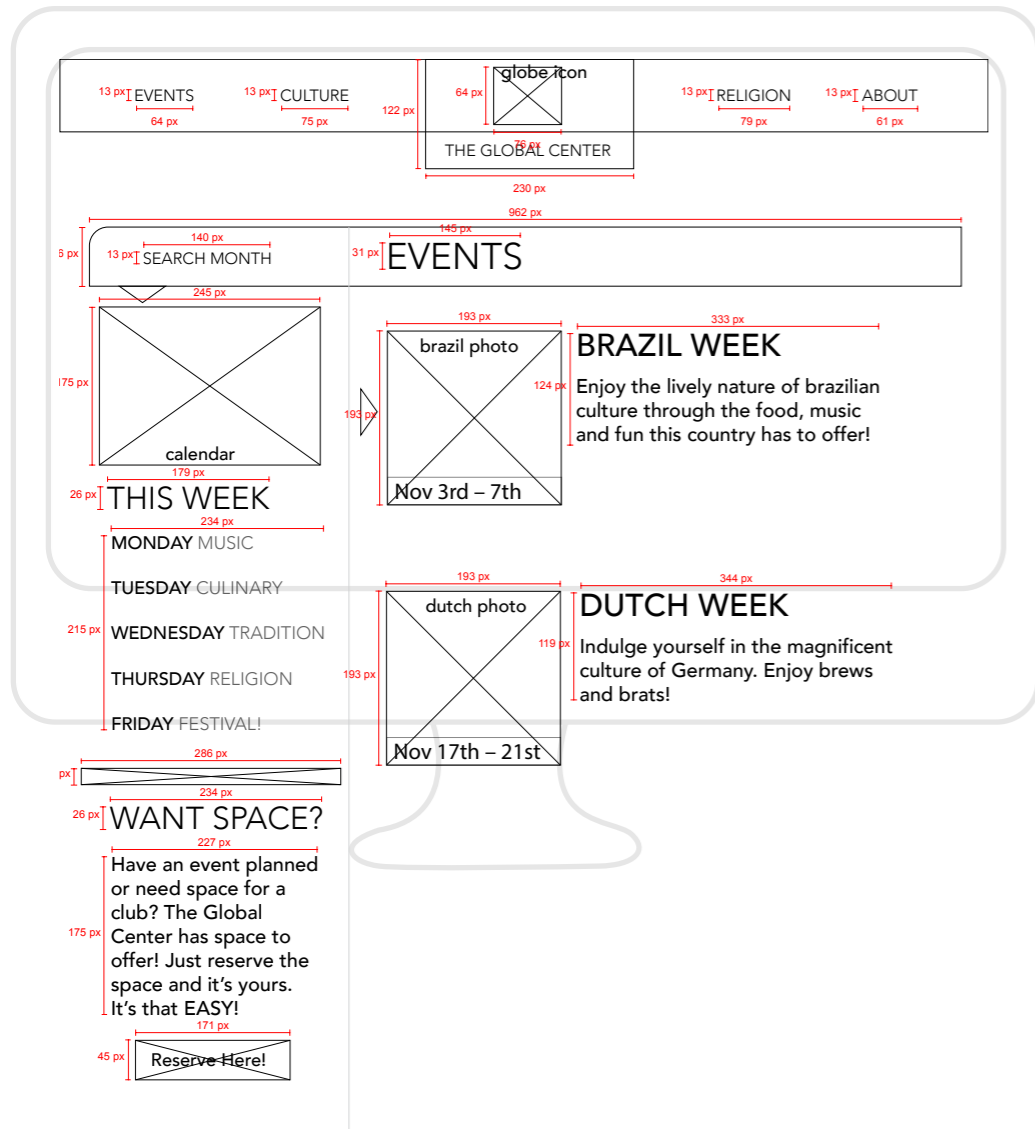 globe icon
13 px EVENTS 13 px CULTURE 64 px 13 px RELIGION 13 px ABOUT
64 px 75 px 122 px 79 px 61 px
76 px
THE GLOBAL CENTER
230 px
962 px
140 px 145 px
13 px SEARCH MONTH 31 px EVENTS
px
245 px
175 px
calendar
193 px
193 px
brazil photo
Nov 3rd – 7th
333 px
BRAZIL WEEK
124 px
Enjoy the lively nature of brazilian
culture through the food, music
and fun this country has to offer!
179 px
26 px THIS WEEK
234 px
215 px
MONDAY MUSIC
TUESDAY CULINARY
WEDNESDAY TRADITION
THURSDAY RELIGION
FRIDAY FESTIVAL!
193 px
193 px
dutch photo
Nov 17th – 21st
344 px
DUTCH WEEK
119 px
Indulge yourself in the magnificent
culture of Germany. Enjoy brews
and brats!
286 px
px
234 px
26 px WANT SPACE?
227 px
175 px
Have an event planned
or need space for a
club? The Global
Center has space to
offer! Just reserve the
space and it's yours.
It's that EASY!
171 px
45 px Reserve Here!